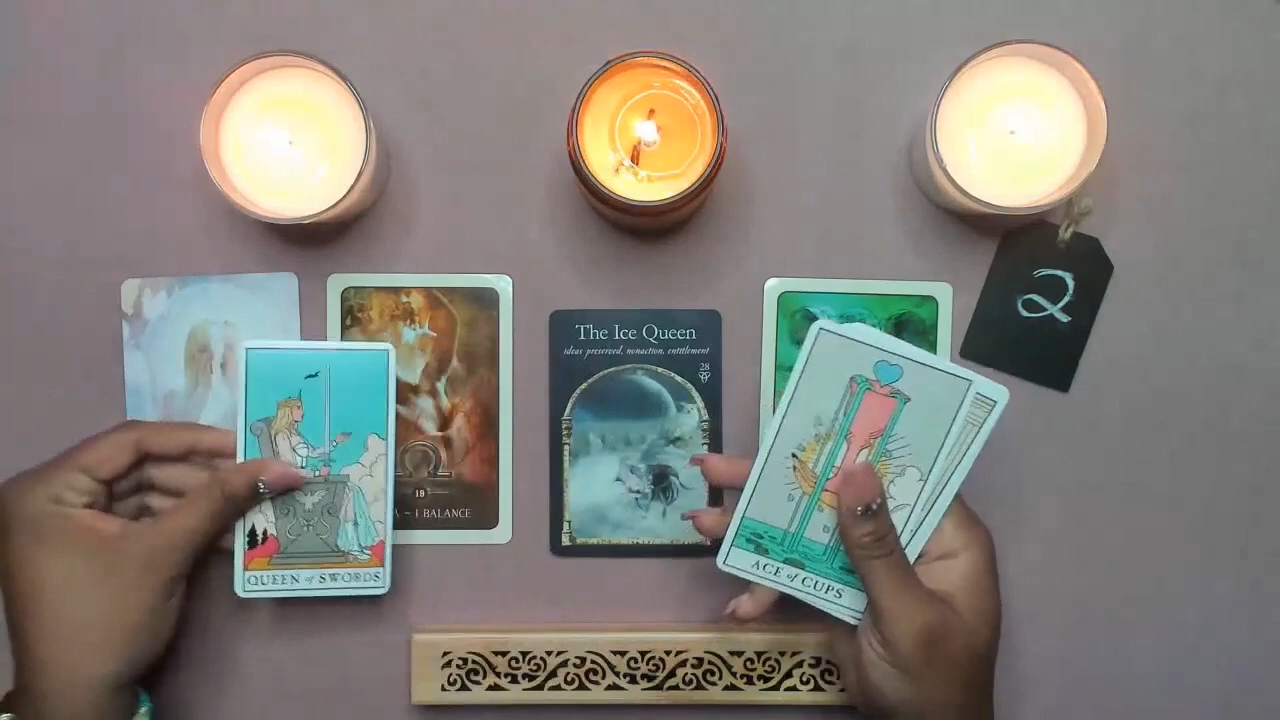 The Ice Queen
ideas preserved, nonaction, entitlement
28
2
19
~ I BALANCE
QUEEN of SWORDS
ACE of CUPS